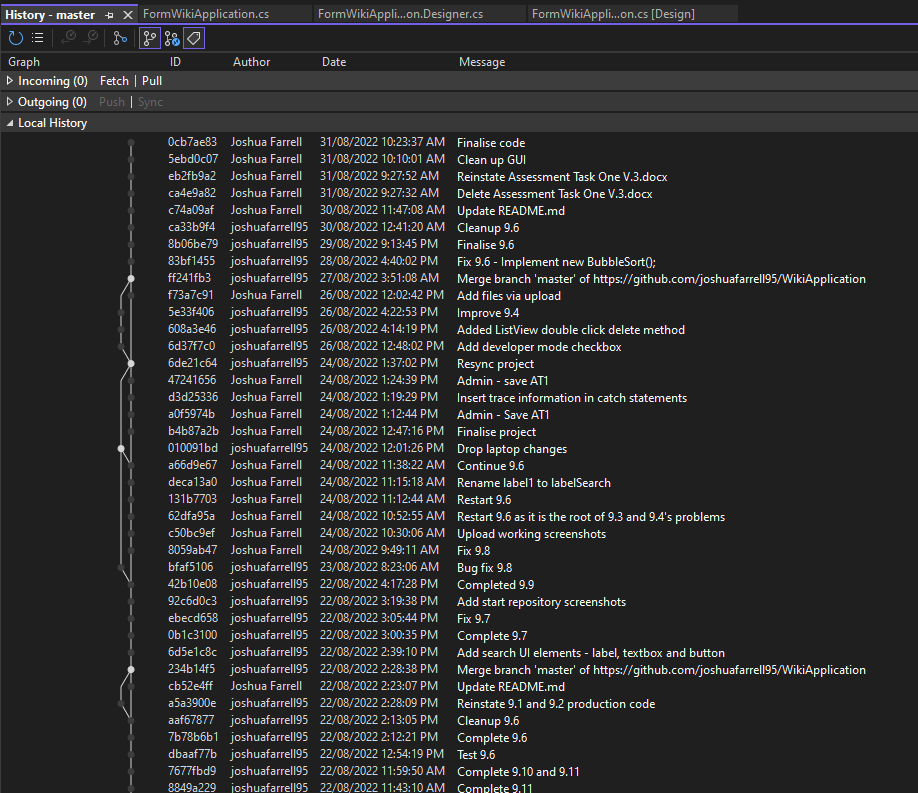 History - master FormWikiApplication.cs FormWikiAppli...on.Designer.cs FormWikiAppli...on.cs [Design]
Graph ID Author Date Message
Incoming (0) Fetch | Pull
Outgoing (0) Push | Sync
Local History
0cb7ae83 Joshua Farrell 31/08/2022 10:23:37 AM Finalise code
5ebd0c07 Joshua Farrell 31/08/2022 10:10:01 AM Clean up GUI
eb2fb9a2 Joshua Farrell 31/08/2022 9:27:52 AM Reinstate Assessment Task One V.3.docx
ca4e9a82 Joshua Farrell 31/08/2022 9:27:32 AM Delete Assessment Task One V.3.docx
c74a09af Joshua Farrell 30/08/2022 11:47:08 AM Update README.md
ca33b9f4 joshuafarrell95 30/08/2022 12:41:20 AM Cleanup 9.6
8b06be79 joshuafarrell95 29/08/2022 9:13:45 PM Finalise 9.6
83bf1455 joshuafarrell95 28/08/2022 4:40:02 PM Fix 9.6 - Implement new BubbleSort();
ff241fb3 joshuafarrell95 27/08/2022 3:51:08 AM Merge branch 'master' of https://github.com/joshuafarrell95/WikiApplication
f73a7c91 Joshua Farrell 26/08/2022 12:02:42 PM Add files via upload
5e33f406 joshuafarrell95 26/08/2022 4:22:53 PM Improve 9.4
608a3e46 joshuafarrell95 26/08/2022 4:14:19 PM Added ListView double click delete method
6d37f7c0 joshuafarrell95 26/08/2022 12:48:02 PM Add developer mode checkbox
6de21c64 joshuafarrell95 24/08/2022 1:37:02 PM Resync project
47241656 Joshua Farrell 24/08/2022 1:24:39 PM Admin - save AT1
d3d25336 Joshua Farrell 24/08/2022 1:19:29 PM Insert trace information in catch statements
a0f5974b Joshua Farrell 24/08/2022 1:12:44 PM Admin - Save AT1
b4b87a2b Joshua Farrell 24/08/2022 12:47:16 PM Finalise project
010091bd joshuafarrell95 24/08/2022 12:01:26 PM Drop laptop changes
a66d9e67 Joshua Farrell 24/08/2022 11:38:22 AM Continue 9.6
deca13a0 Joshua Farrell 24/08/2022 11:15:18 AM Rename label1 to labelSearch
131b7703 Joshua Farrell 24/08/2022 11:12:44 AM Restart 9.6
62dfa95a Joshua Farrell 24/08/2022 10:52:55 AM Restart 9.6 as it is the root of 9.3 and 9.4's problems
c50bc9ef Joshua Farrell 24/08/2022 10:30:06 AM Upload working screenshots
8059ab47 Joshua Farrell 24/08/2022 9:49:11 AM Fix 9.8
bfaf5106 joshuafarrell95 23/08/2022 8:23:06 AM Bug fix 9.8
42b10e08 joshuafarrell95 22/08/2022 4:17:28 PM Completed 9.9
92c6d0c3 joshuafarrell95 22/08/2022 3:19:38 PM Add start repository screenshots
ebecd658 joshuafarrell95 22/08/2022 3:05:44 PM Fix 9.7
0b1c3100 joshuafarrell95 22/08/2022 3:00:35 PM Complete 9.7
6d5e1c8c joshuafarrell95 22/08/2022 2:39:10 PM Add search UI elements - label, textbox and button
234b14f5 joshuafarrell95 22/08/2022 2:28:38 PM Merge branch 'master' of https://github.com/joshuafarrell95/WikiApplication
cb52e4ff Joshua Farrell 22/08/2022 2:23:07 PM Update README.md
a5a3900e joshuafarrell95 22/08/2022 2:28:09 PM Reinstate 9.1 and 9.2 production code
aaf67877 joshuafarrell95 22/08/2022 2:13:05 PM Cleanup 9.6
7b78b6b1 joshuafarrell95 22/08/2022 2:12:21 PM Complete 9.6
dbaaf77b joshuafarrell95 22/08/2022 12:54:19 PM Test 9.6
7677fbd9 joshuafarrell95 22/08/2022 11:59:50 AM Complete 9.10 and 9.11
8849a229 joshuafarrell95 22/08/2022 11:43:10 AM Complete 9.11